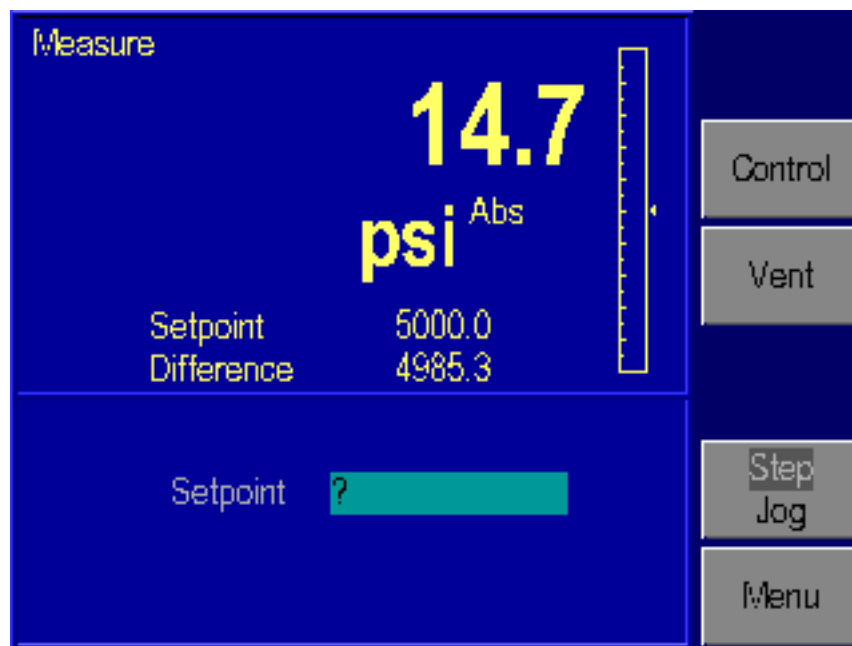 Measure
14.7
psi Abs
Setpoint 5000.0
Difference 4985.3
Setpoint ?
Control
Vent
Step
Jog
Menu